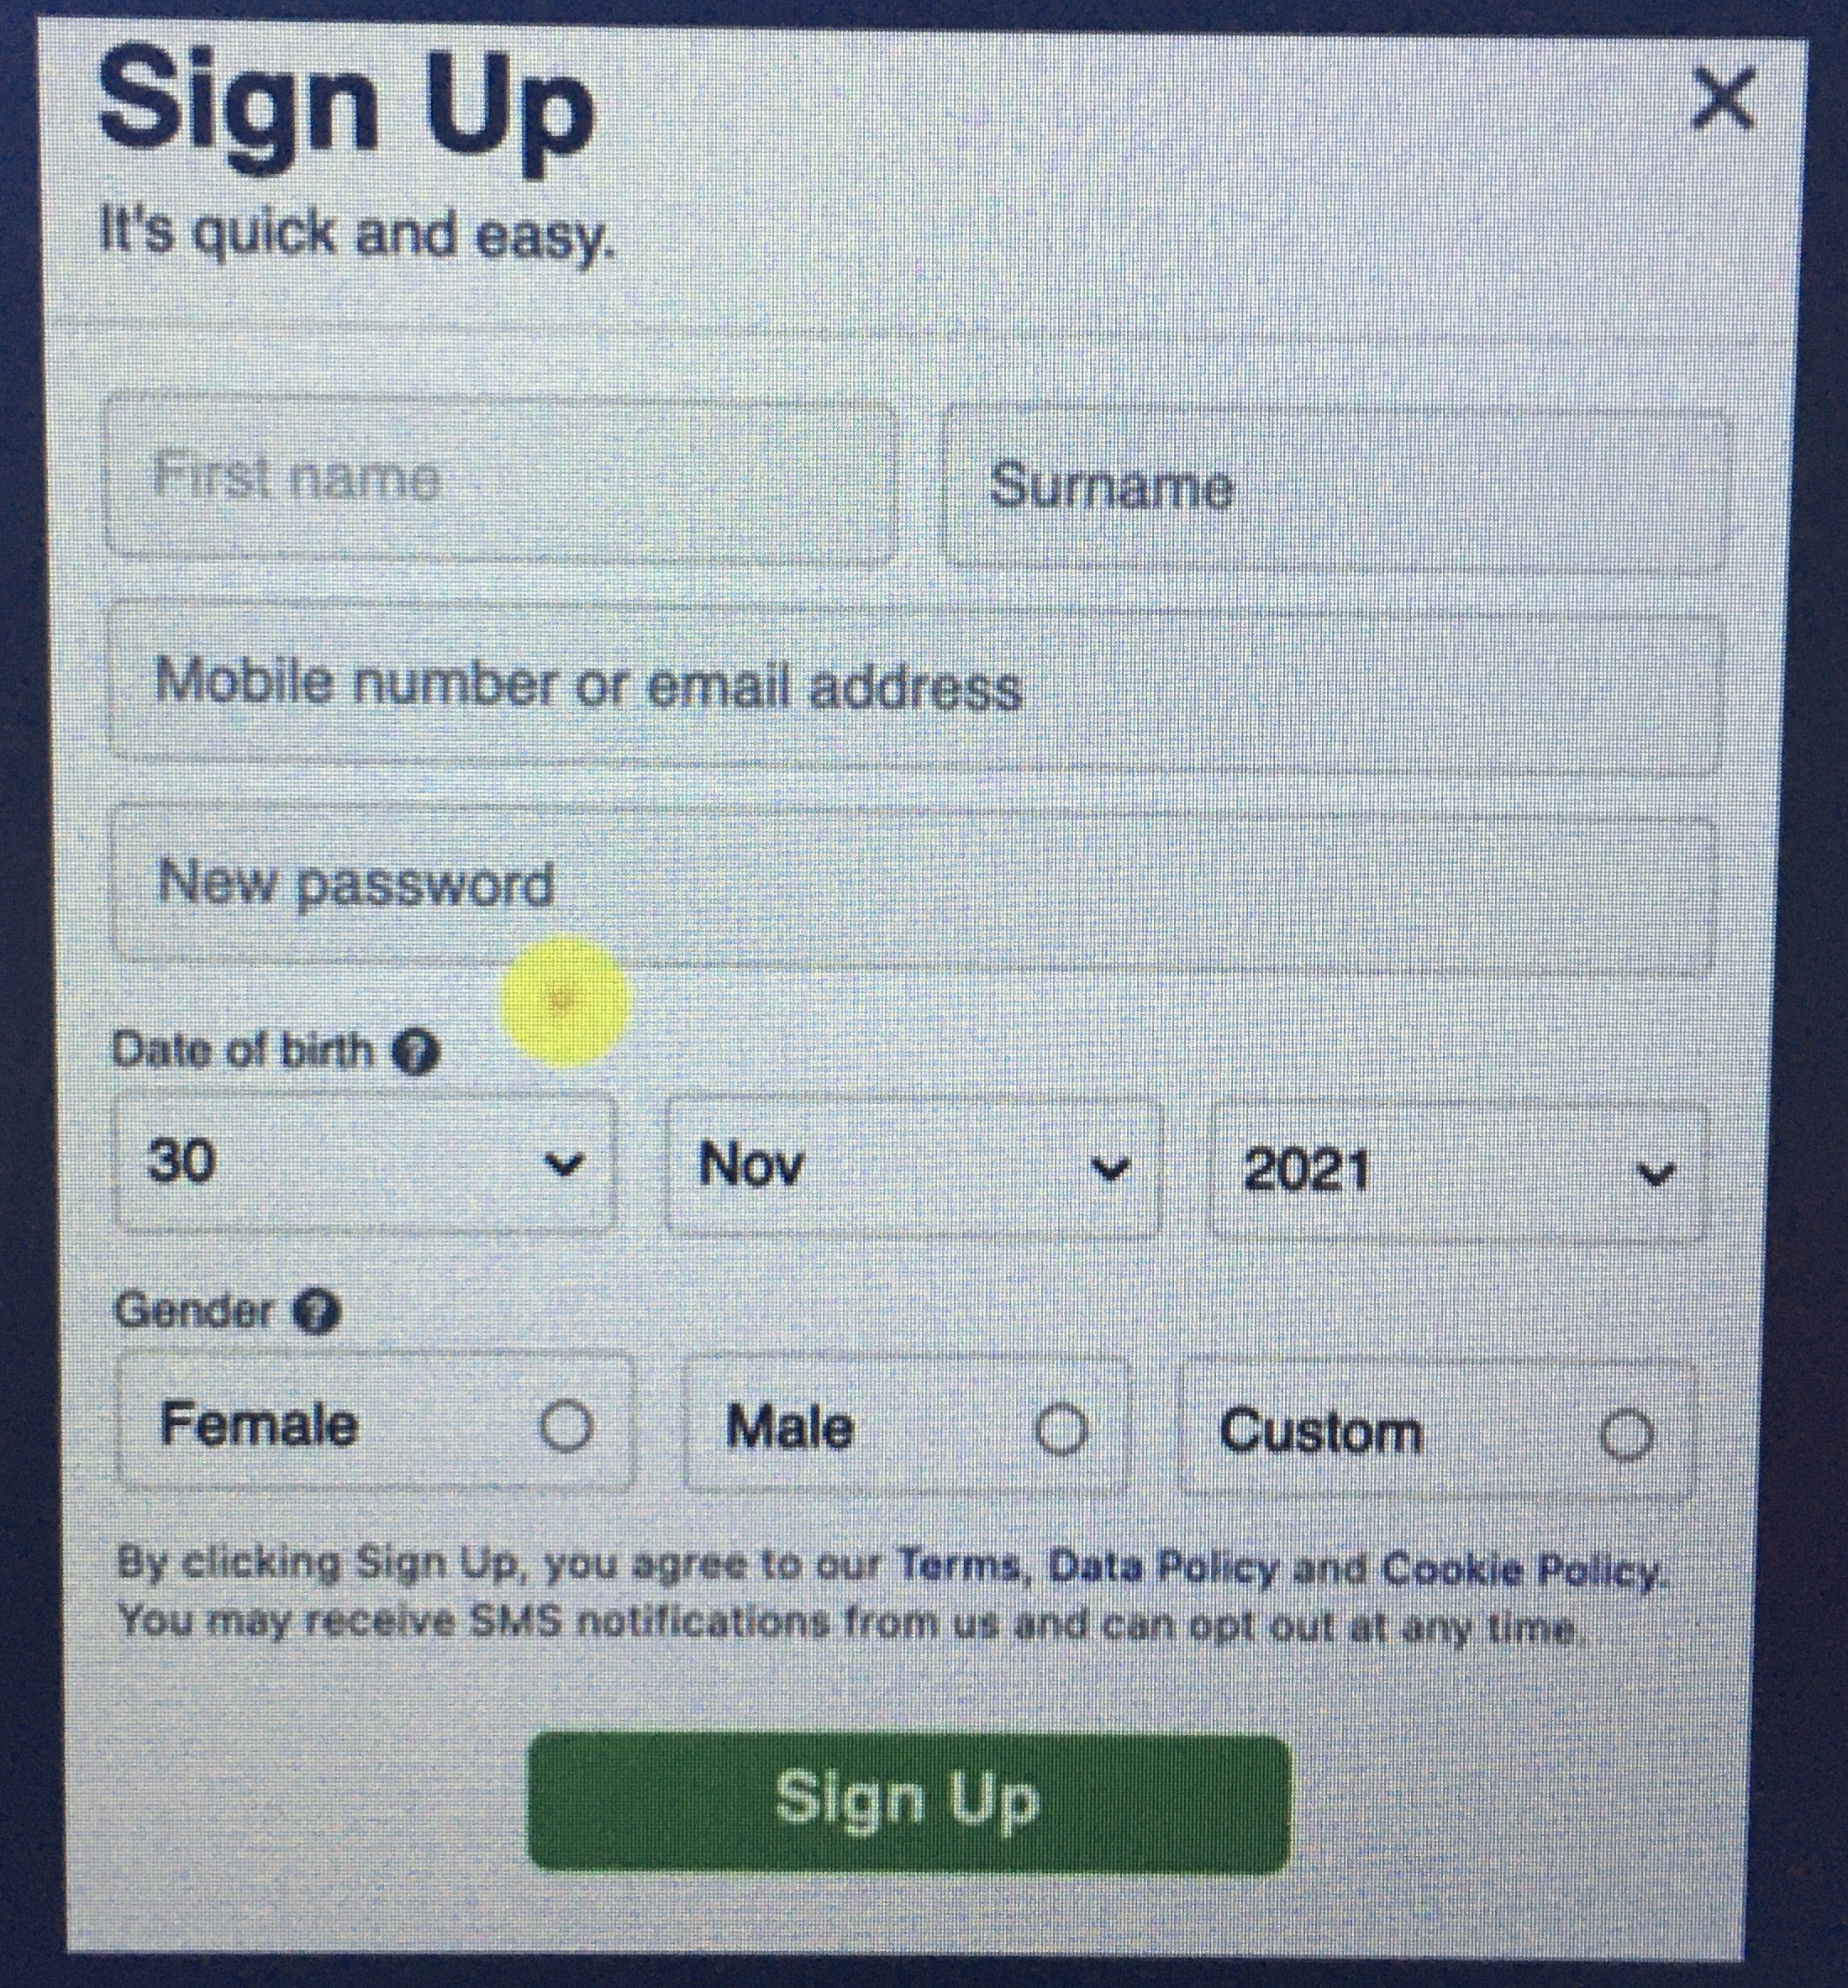 Sign Up
It's quick and easy.
First name
Surname
Mobile number or email address
New password
Date of birth ?
30
Nov
2021
Gender ?
Female
Male
Custom
By clicking Sign Up, you agree to our Terms, Data Policy and Cookie Policy.
You may receive SMS notifications from us and can opt out at any time.
Sign Up